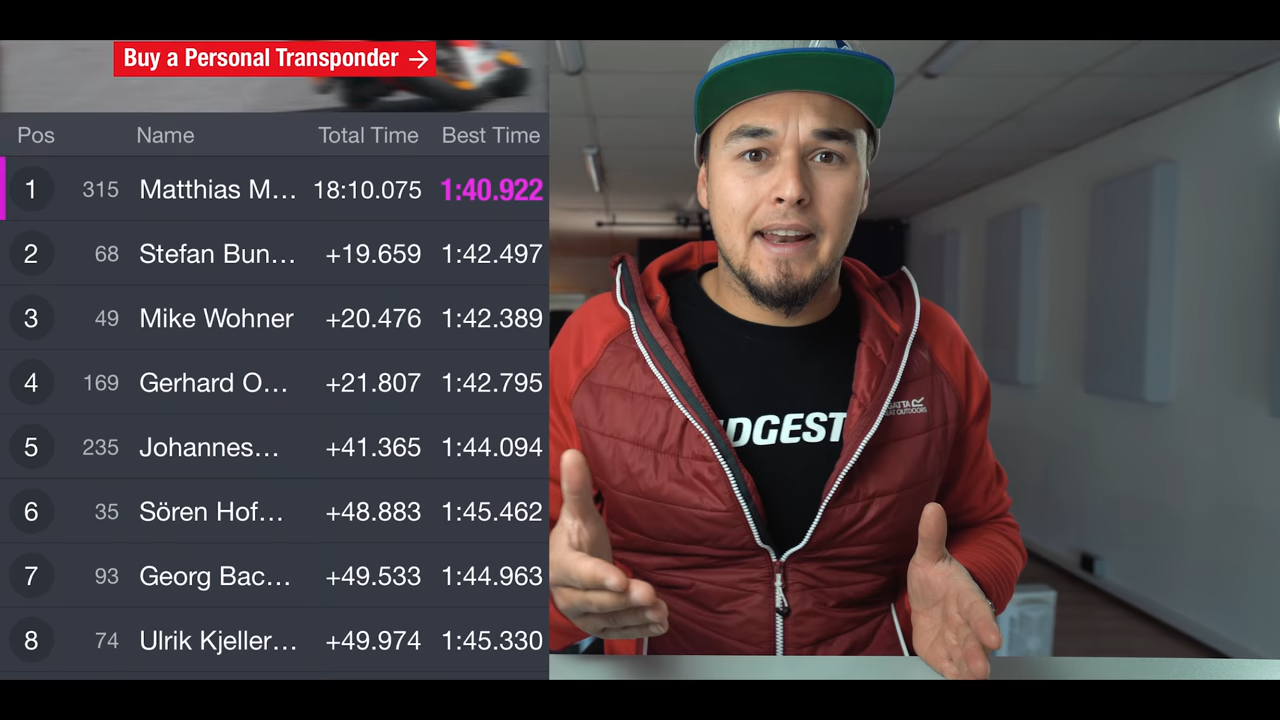 Buy a Personal Transponder →
Pos Name Total Time Best Time
1 315 Matthias M... 18:10.075 1:40.922
2 68 Stefan Bun... +19.659 1:42.497
3 49 Mike Wohner +20.476 1:42.389
4 169 Gerhard O... +21.807 1:42.795
5 235 Johannes... +41.365 1:44.094
6 35 Sören Hof... +48.883 1:45.462
7 93 Georg Bac... +49.533 1:44.963
8 74 Ulrik Kjeller... +49.974 1:45.330
GATTA
EAT OUTDOORS
DGEST